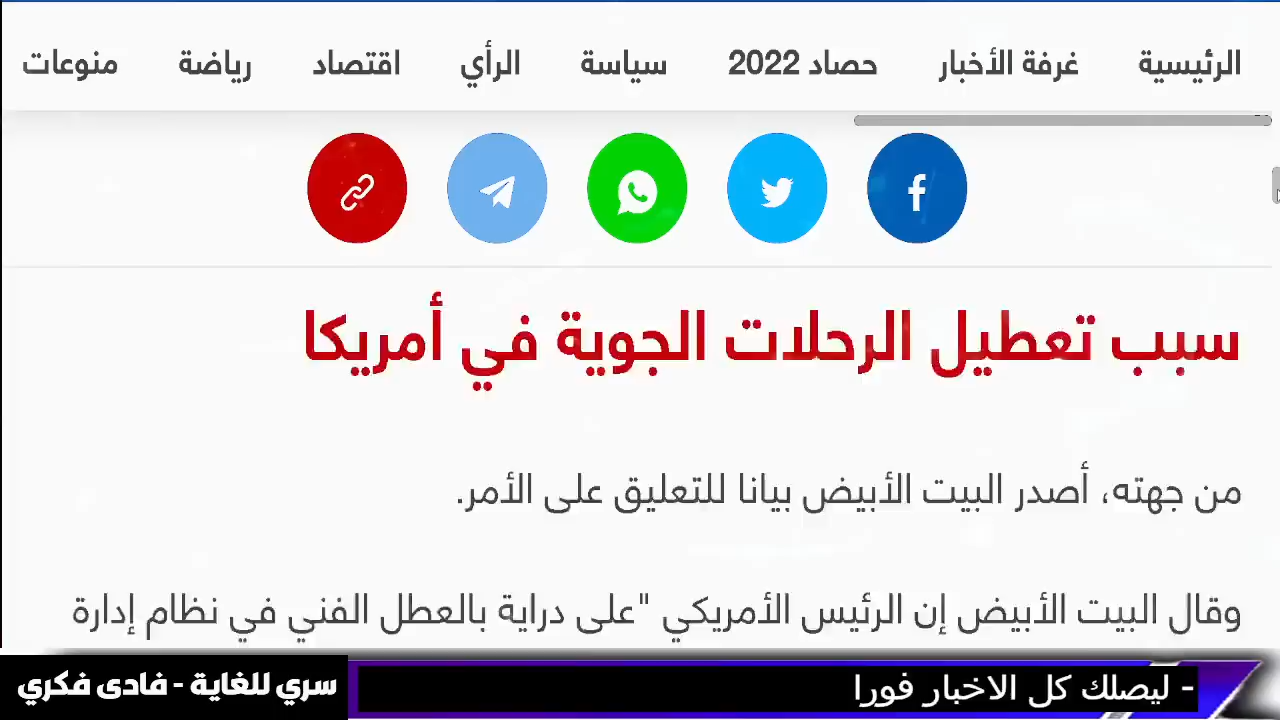 الرئيسية غرفة الأخبار حصاد 2022 سياسة الرأي اقتصاد رياضة منوعات
سبب تعطيل الرحلات الجوية في أمريكا
من جهته، أصدر البيت الأبيض بيانا للتعليق على الأمر.
وقال البيت الأبيض إن الرئيس الأمريكي "على دراية بالعطل الفني في نظام إدارة
- ليصلك كل الاخبار فورا
سري للغاية - فادى فكري